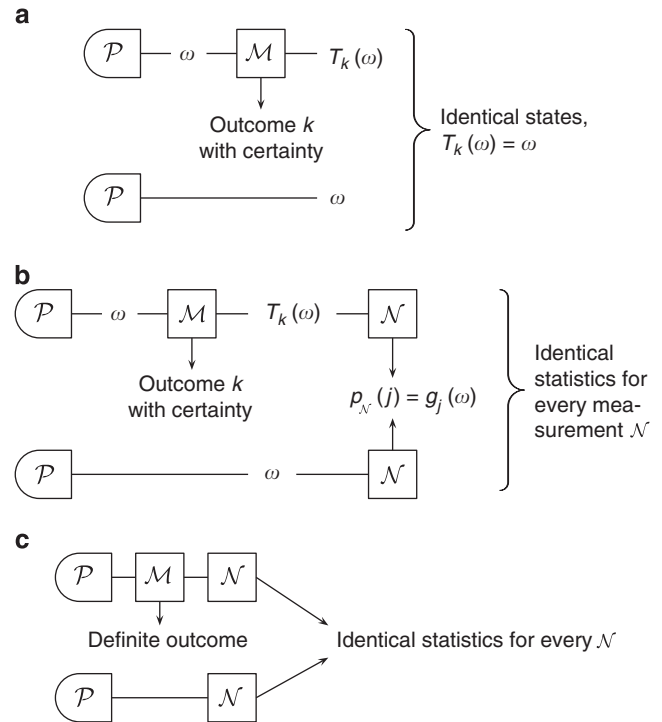 a
𝒫 ω ℳ T_k(ω)
Outcome k
with certainty
𝒫 ω
Identical states,
T_k(ω) = ω
b
𝒫 ω ℳ T_k(ω) 𝒩
Outcome k
with certainty
p_𝒩(j) = g_j(ω)
𝒫 ω 𝒩
Identical
statistics for
every mea-
surement 𝒩
c
𝒫 ℳ 𝒩
Definite outcome
Identical statistics for every 𝒩
𝒫 𝒩